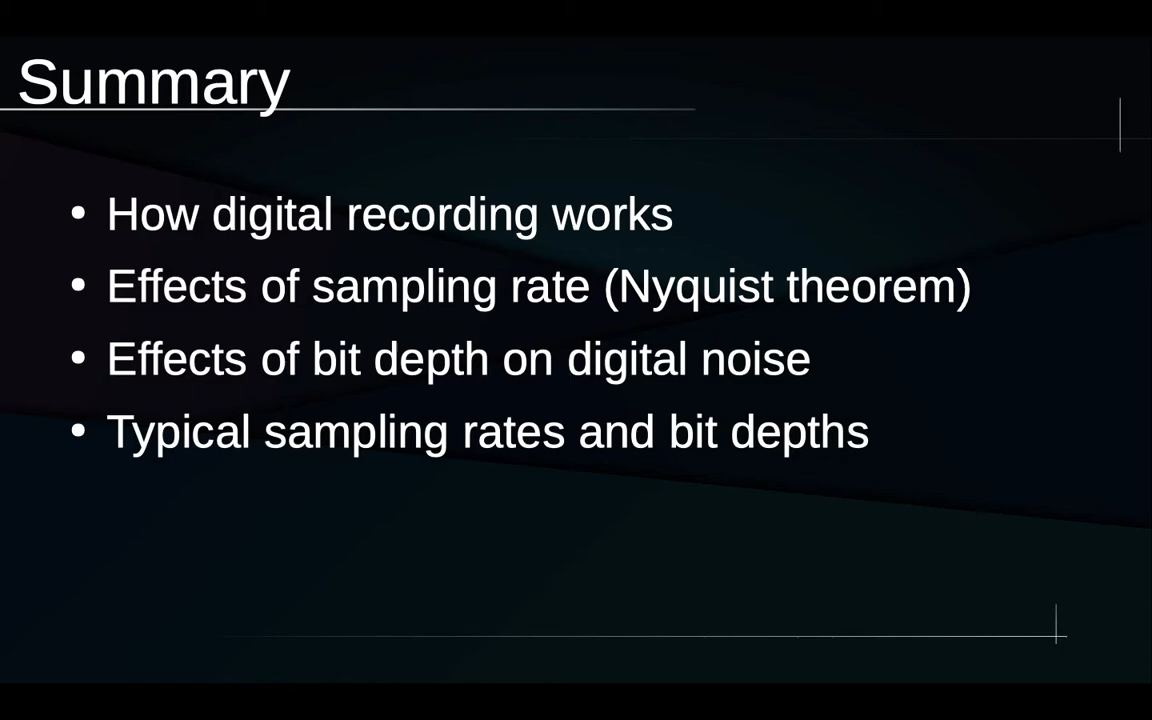 Summary
• How digital recording works
• Effects of sampling rate (Nyquist theorem)
• Effects of bit depth on digital noise
• Typical sampling rates and bit depths